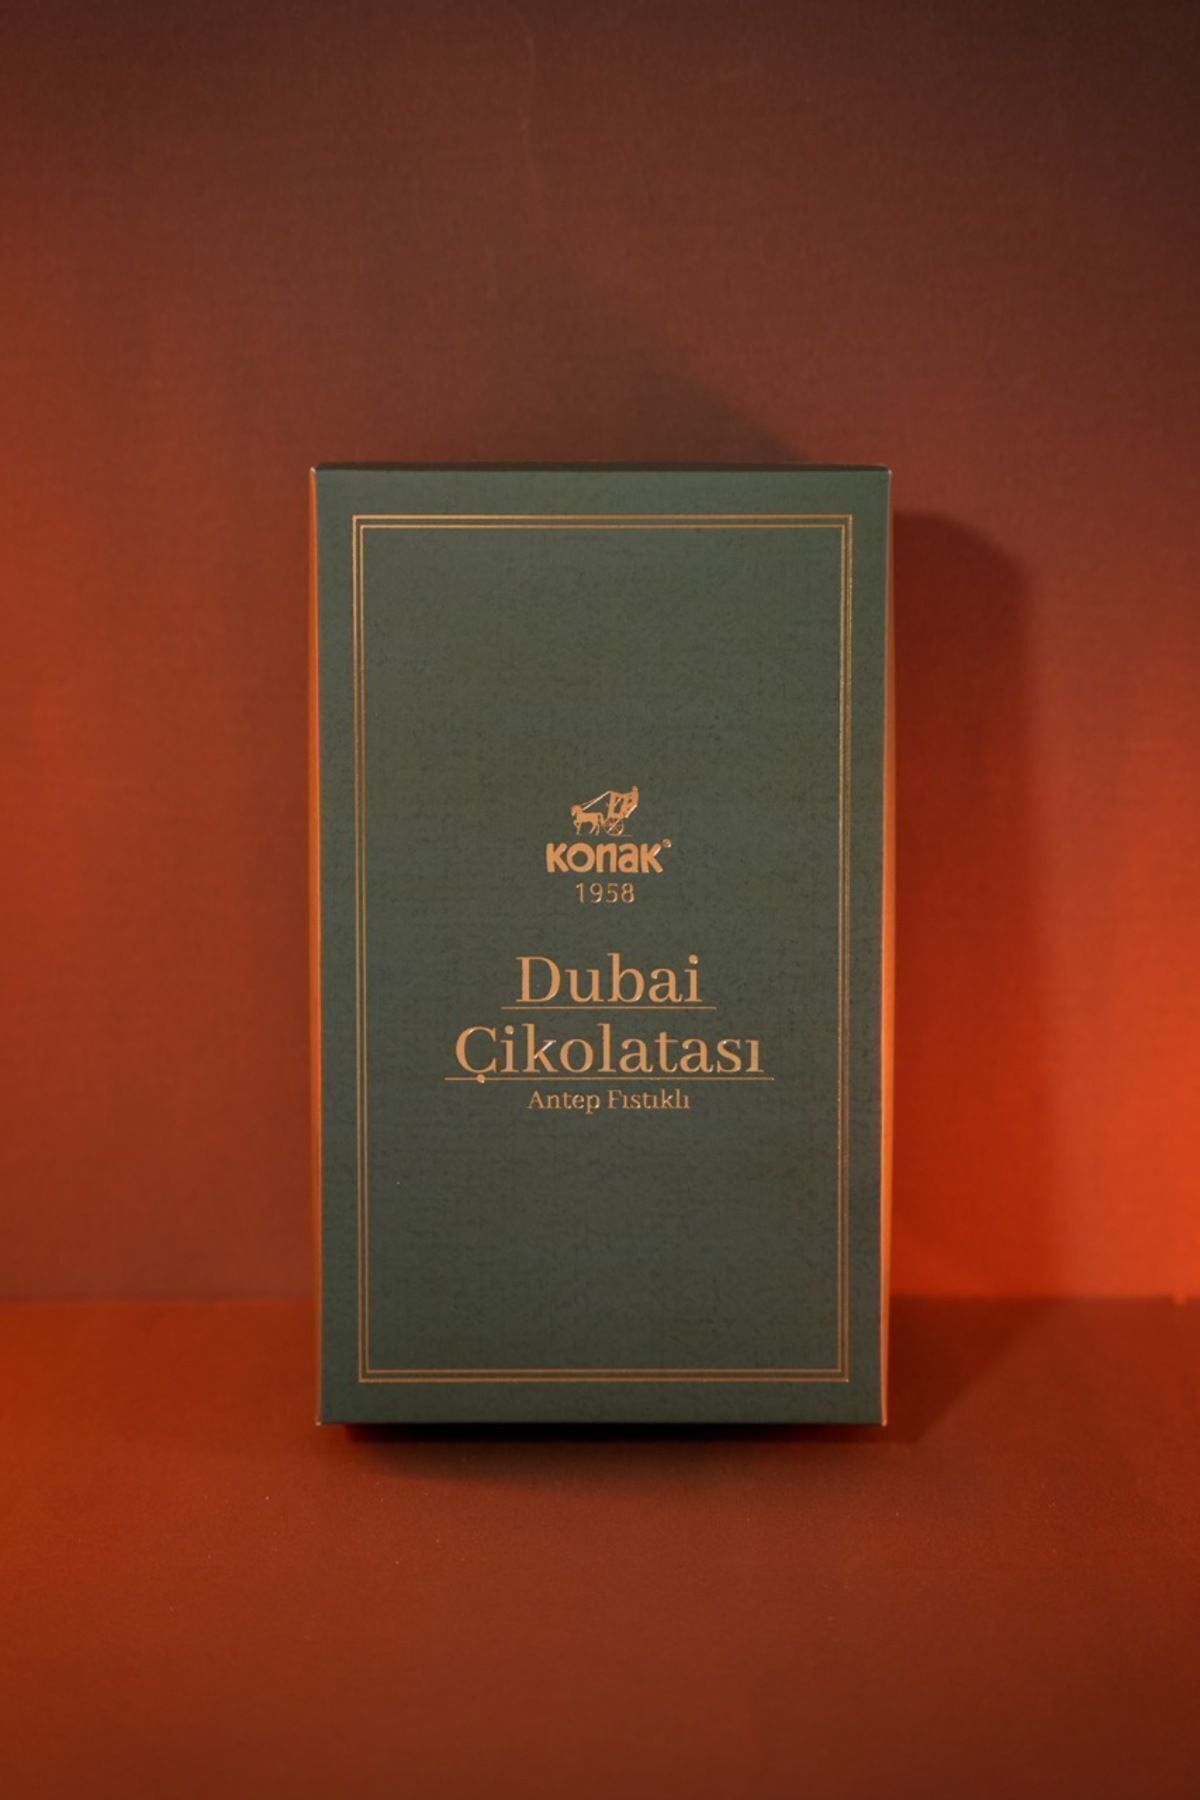 Konak®
1958
Dubai
Çikolatası
Antep Fıstıklı